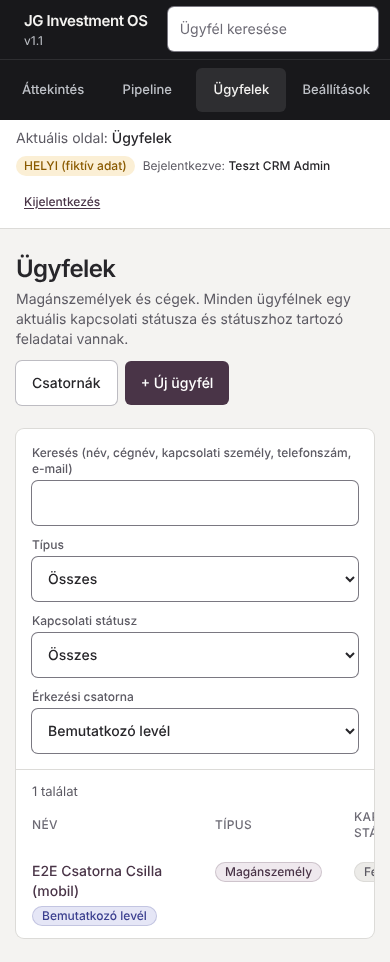 JG Investment OS
v1.1
Ügyfél keresése
Áttekintés
Pipeline
Ügyfelek
Beállítások
Aktuális oldal: Ügyfelek
HELYI (fiktív adat)
Bejelentkezve: Teszt CRM Admin
Kijelentkezés
Ügyfelek
Magánszemélyek és cégek. Minden ügyfélnek egy
aktuális kapcsolati státusza és státuszhoz tartozó
feladatai vannak.
Csatornák
+ Új ügyfél
Keresés (név, cégnév, kapcsolati személy, telefonszám,
e-mail)
Típus
Összes
Kapcsolati státusz
Összes
Érkezési csatorna
Bemutatkozó levél
1 találat
NÉV
TÍPUS
E2E Csatorna Csilla
(mobil)
Magánszemély
Bemutatkozó levél